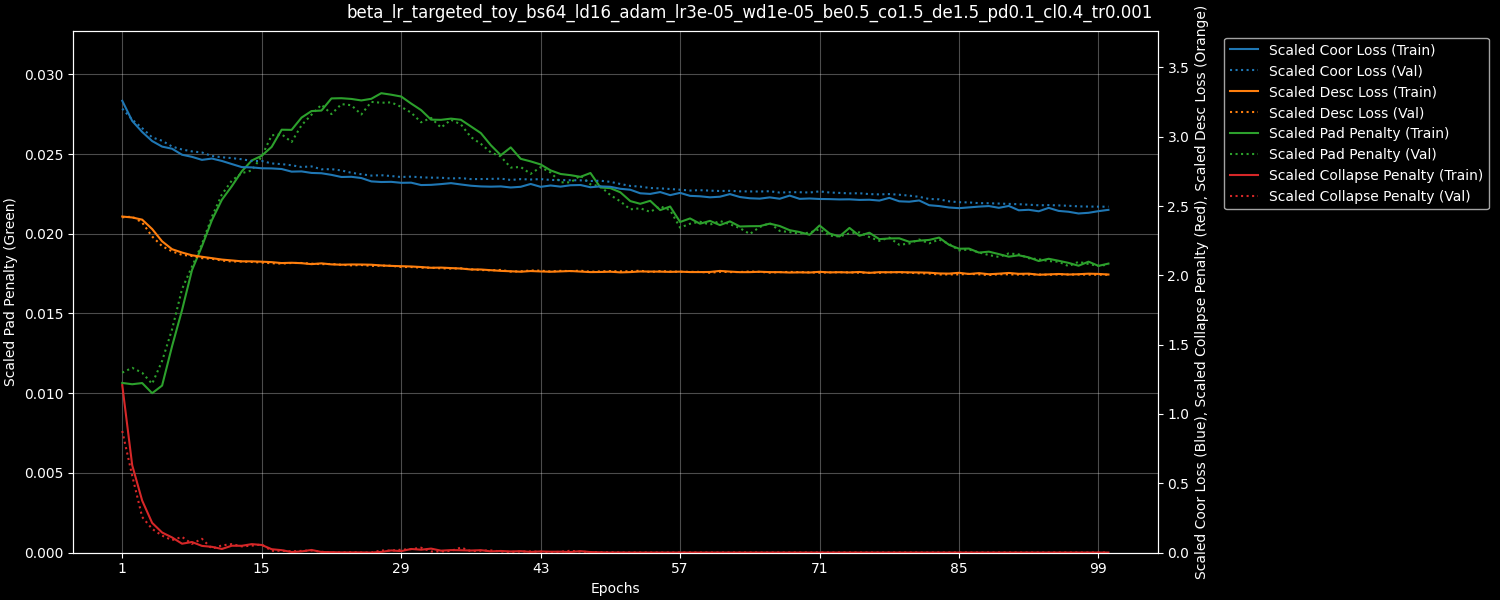 beta_lr_targeted_toy_bs64_ld16_adam_lr3e-05_wd1e-05_be0.5_co1.5_de1.5_pd0.1_cl0.4_tr0.001
Scaled Pad Penalty (Green)
0.030
0.025
0.020
0.015
0.010
0.005
0.000
1
15
29
43
57
71
85
99
Epochs
3.5
3.0
2.5
2.0
1.5
1.0
0.5
0.0
Scaled Coor Loss (Blue), Scaled Collapse Penalty (Red), Scaled Desc Loss (Orange)
Scaled Coor Loss (Train)
Scaled Coor Loss (Val)
Scaled Desc Loss (Train)
Scaled Desc Loss (Val)
Scaled Pad Penalty (Train)
Scaled Pad Penalty (Val)
Scaled Collapse Penalty (Train)
Scaled Collapse Penalty (Val)